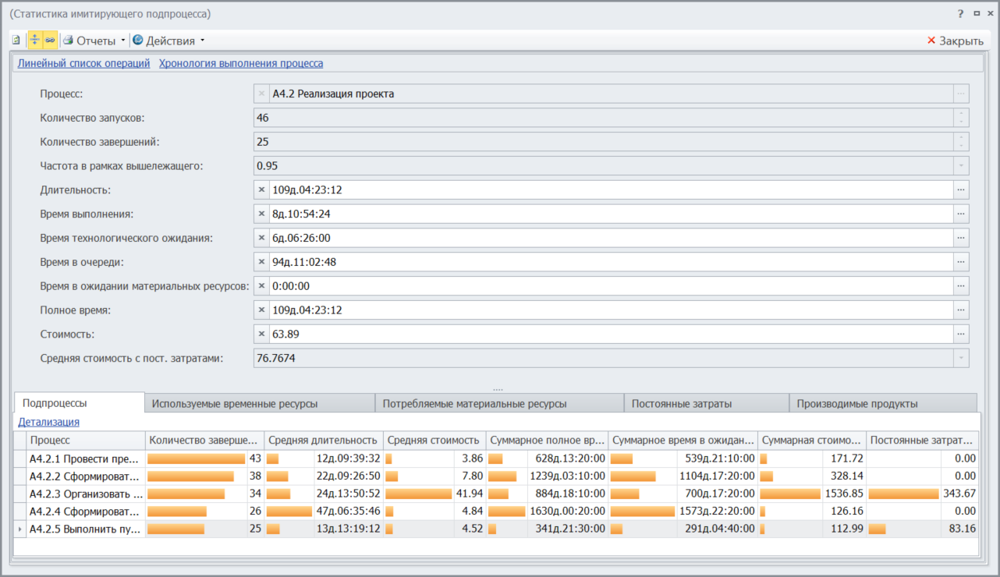 (Статистика имитирующего подпроцесса)
Отчеты Действия Закрыть
Линейный список операций Хронология выполнения процесса
Процесс: A4.2 Реализация проекта
Количество запусков: 46
Количество завершений: 25
Частота в рамках вышележащего: 0.95
Длительность: 109д.04:23:12
Время выполнения: 8д.10:54:24
Время технологического ожидания: 6д.06:26:00
Время в очереди: 94д.11:02:48
Время в ожидании материальных ресурсов: 0:00:00
Полное время: 109д.04:23:12
Стоимость: 63.89
Средняя стоимость с пост. затратами: 76.7674
Подпроцессы Используемые временные ресурсы Потребляемые материальные ресурсы Постоянные затраты Производимые продукты
Детализация
Процесс Количество заверше... Средняя длительность Средняя стоимость Суммарное полное вр... Суммарное время в ожидан... Суммарная стоимо... Постоянные затрат...
A4.2.1 Провести пре... 43 12д.09:39:32 3.86 628д.13:20:00 539д.21:10:00 171.72 0.00
A4.2.2 Сформироват... 38 22д.09:26:50 7.80 1239д.03:10:00 1104д.17:20:00 328.14 0.00
A4.2.3 Организовать ... 34 24д.13:50:52 41.94 884д.18:10:00 700д.17:20:00 1536.85 343.67
A4.2.4 Сформироват... 26 47д.06:35:46 4.84 1630д.00:20:00 1573д.22:20:00 126.16 0.00
A4.2.5 Выполнить пу... 25 13д.13:19:12 4.52 341д.21:30:00 291д.04:40:00 112.99 83.16